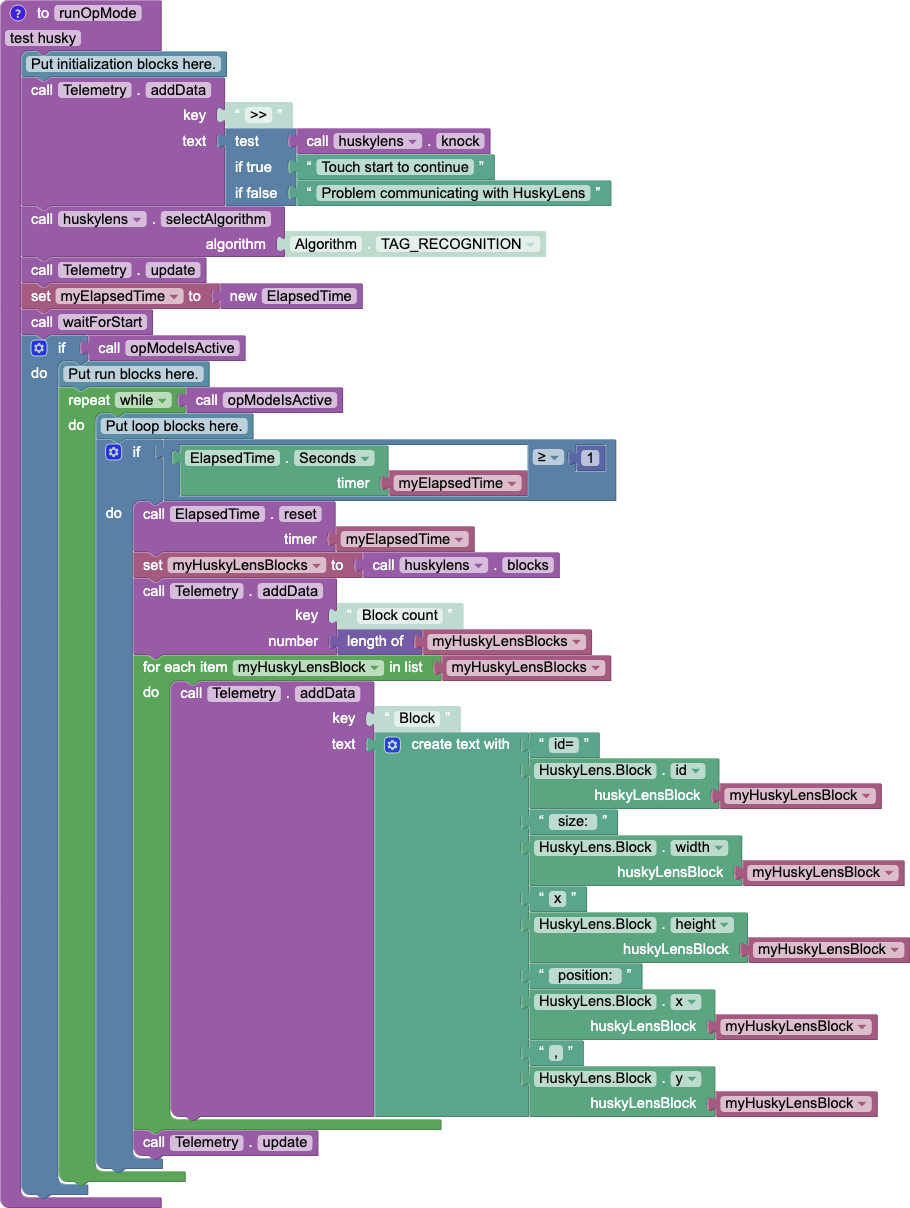 ? to runOpMode
test husky
Put initialization blocks here.
call Telemetry . addData
key “ >> ”
text test call huskylens . knock
if true “ Touch start to continue ”
if false “ Problem communicating with HuskyLens ”
call huskylens . selectAlgorithm
algorithm Algorithm . TAG_RECOGNITION
call Telemetry . update
set myElapsedTime to new ElapsedTime
call waitForStart
if call opModeIsActive
do Put run blocks here.
repeat while call opModeIsActive
do Put loop blocks here.
if ElapsedTime . Seconds ≥ 1
timer myElapsedTime
do call ElapsedTime . reset
timer myElapsedTime
set myHuskyLensBlocks to call huskylens . blocks
call Telemetry . addData
key “ Block count ”
number length of myHuskyLensBlocks
for each item myHuskyLensBlock in list myHuskyLensBlocks
do call Telemetry . addData
key “ Block ”
text create text with “ id= ”
HuskyLens.Block . id
huskyLensBlock myHuskyLensBlock
“ size: ”
HuskyLens.Block . width
huskyLensBlock myHuskyLensBlock
“ x ”
HuskyLens.Block . height
huskyLensBlock myHuskyLensBlock
“ position: ”
HuskyLens.Block . x
huskyLensBlock myHuskyLensBlock
“ , ”
HuskyLens.Block . y
huskyLensBlock myHuskyLensBlock
call Telemetry . update